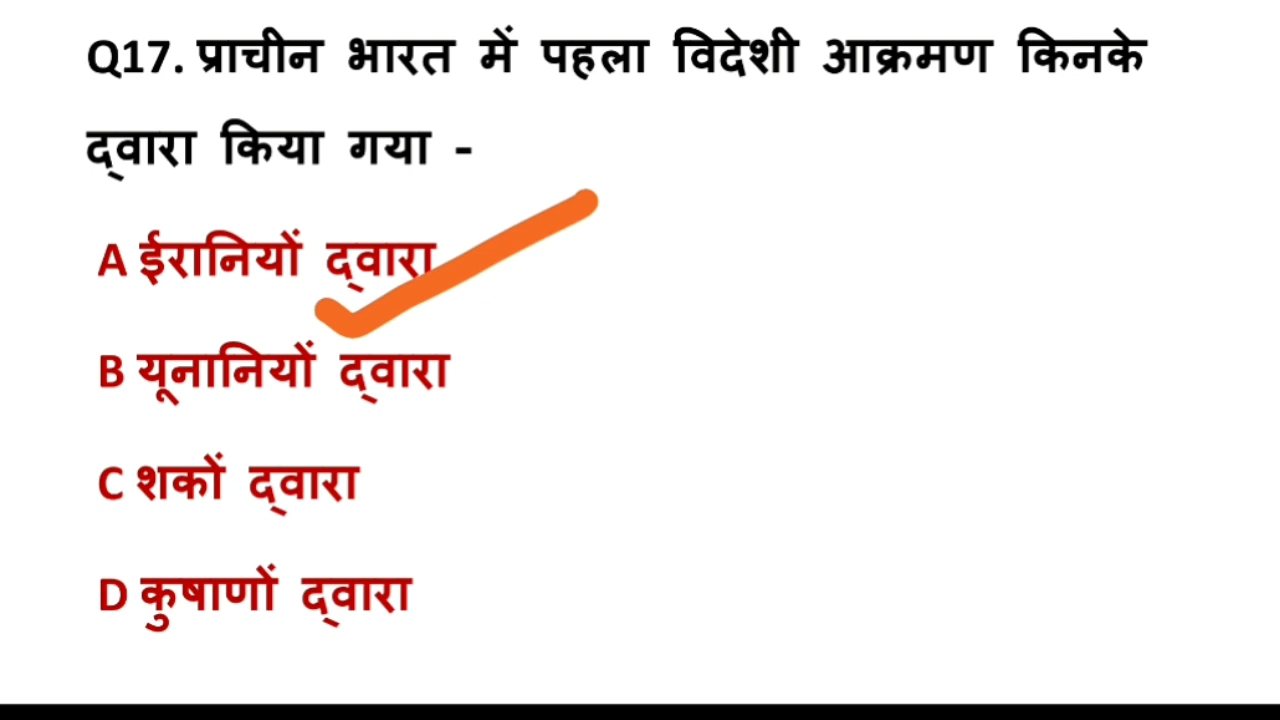 Q17. प्राचीन भारत में पहला विदेशी आक्रमण किनके
द्वारा किया गया -
A ईरानियों द्वारा
B यूनानियों द्वारा
C शकों द्वारा
D कुषाणों द्वारा